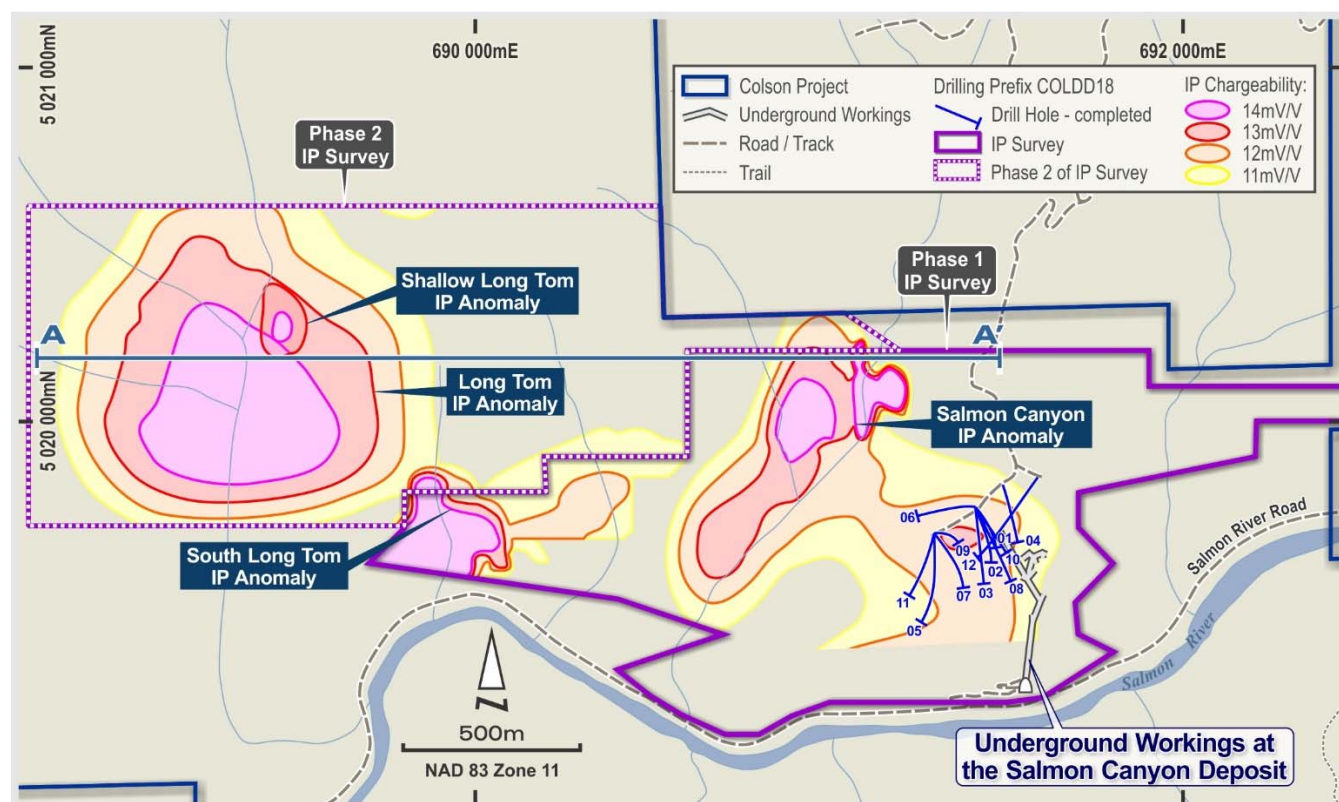 690 000mE
692 000mE
5 021 000mN
5 020 000mN
Colson Project
Underground Workings
Road / Track
Trail
Drilling Prefix COLDD18
Drill Hole - completed
IP Survey
Phase 2 of IP Survey
IP Chargeability:
14mV/V
13mV/V
12mV/V
11mV/V
Phase 2
IP Survey
Phase 1
IP Survey
Shallow Long Tom
IP Anomaly
A
A'
Long Tom
IP Anomaly
Salmon Canyon
IP Anomaly
South Long Tom
IP Anomaly
06
01
04
09
12
10
02
11
07
03
08
05
Salmon River Road
Salmon River
Z
500m
NAD 83 Zone 11
Underground Workings at
the Salmon Canyon Deposit